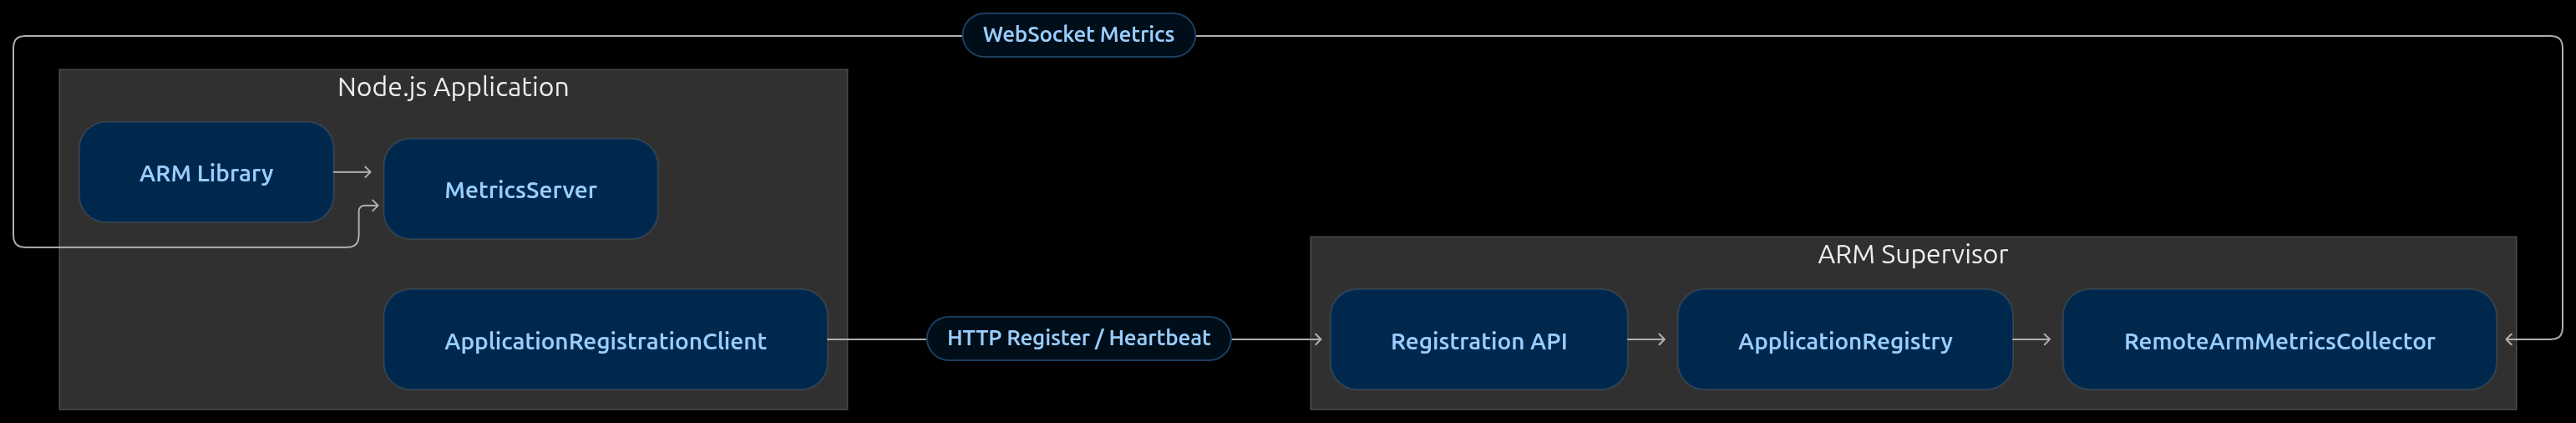 WebSocket Metrics
Node.js Application
ARM Library
MetricsServer
ApplicationRegistrationClient
HTTP Register / Heartbeat
ARM Supervisor
Registration API
ApplicationRegistry
RemoteArmMetricsCollector